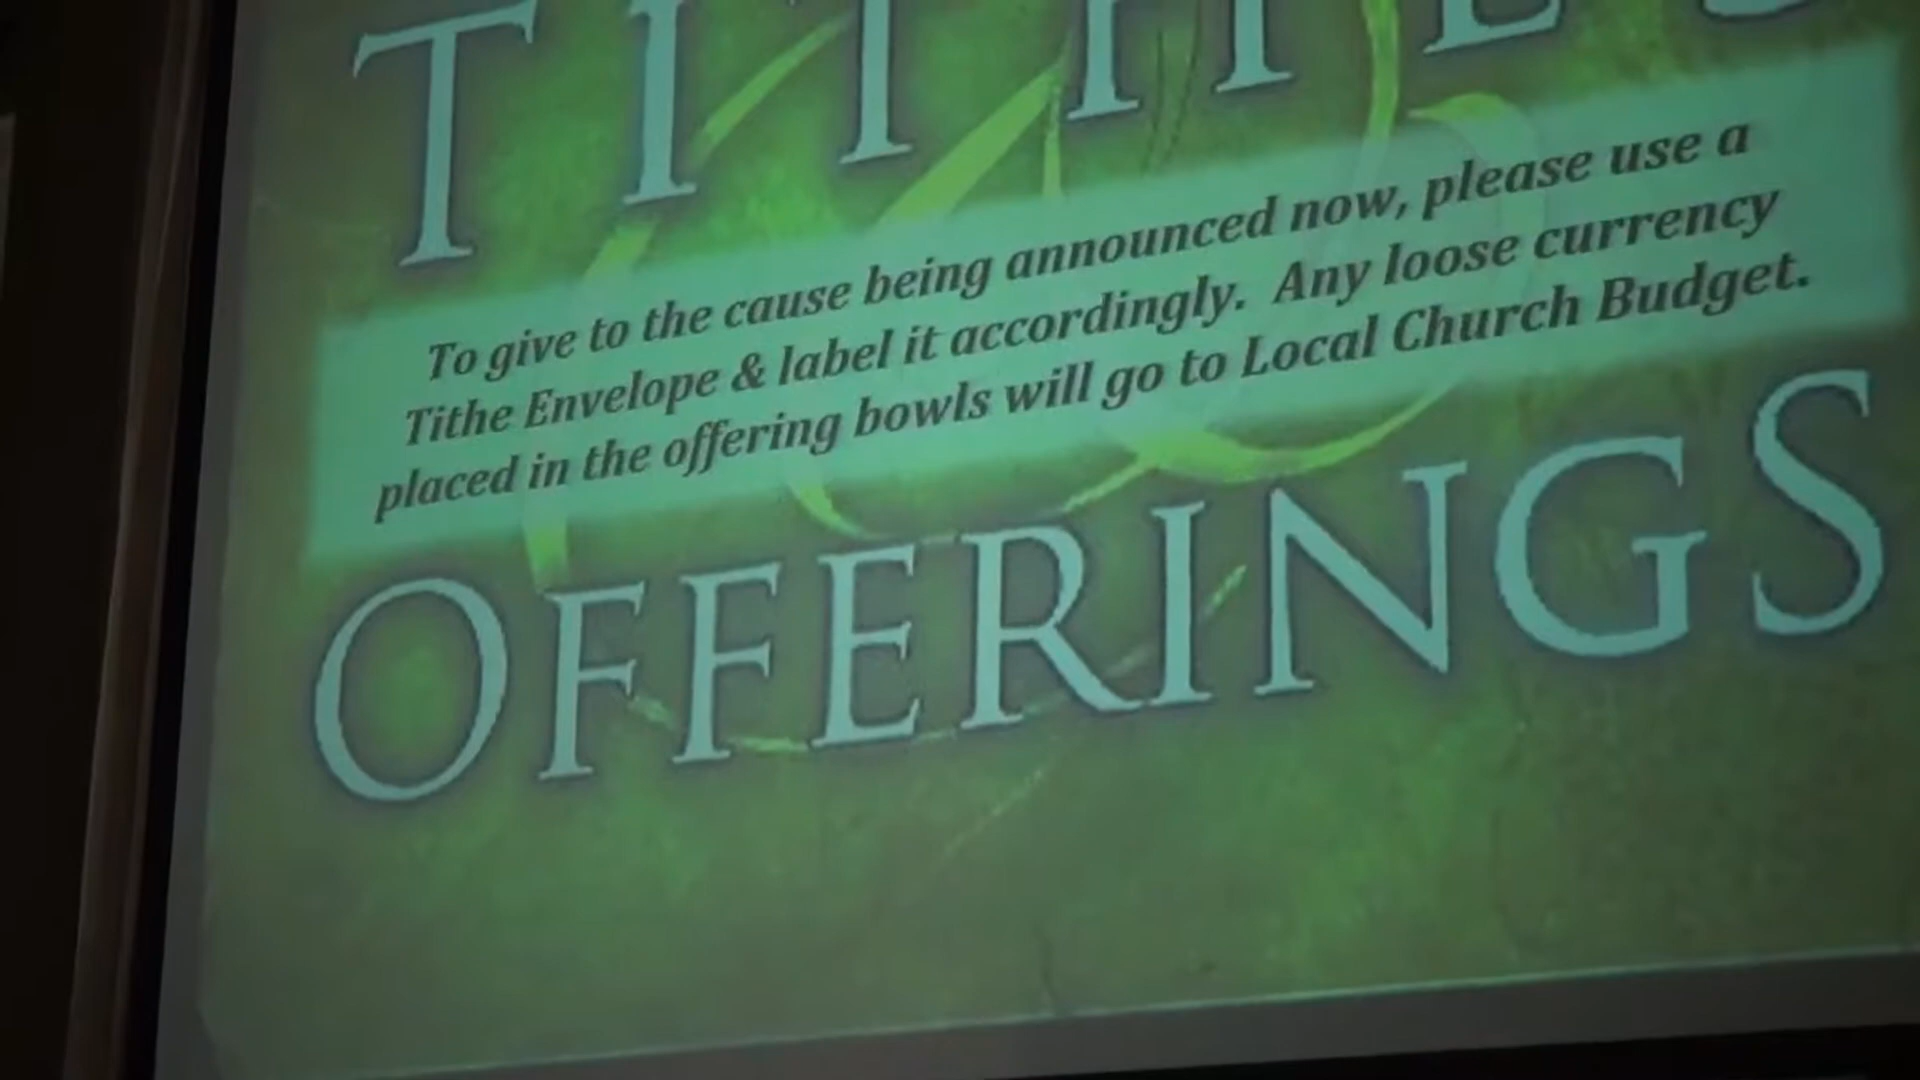 TITHES
&
To give to the cause being announced now, please use a
Tithe Envelope & label it accordingly. Any loose currency
placed in the offering bowls will go to Local Church Budget.
OFFERINGS